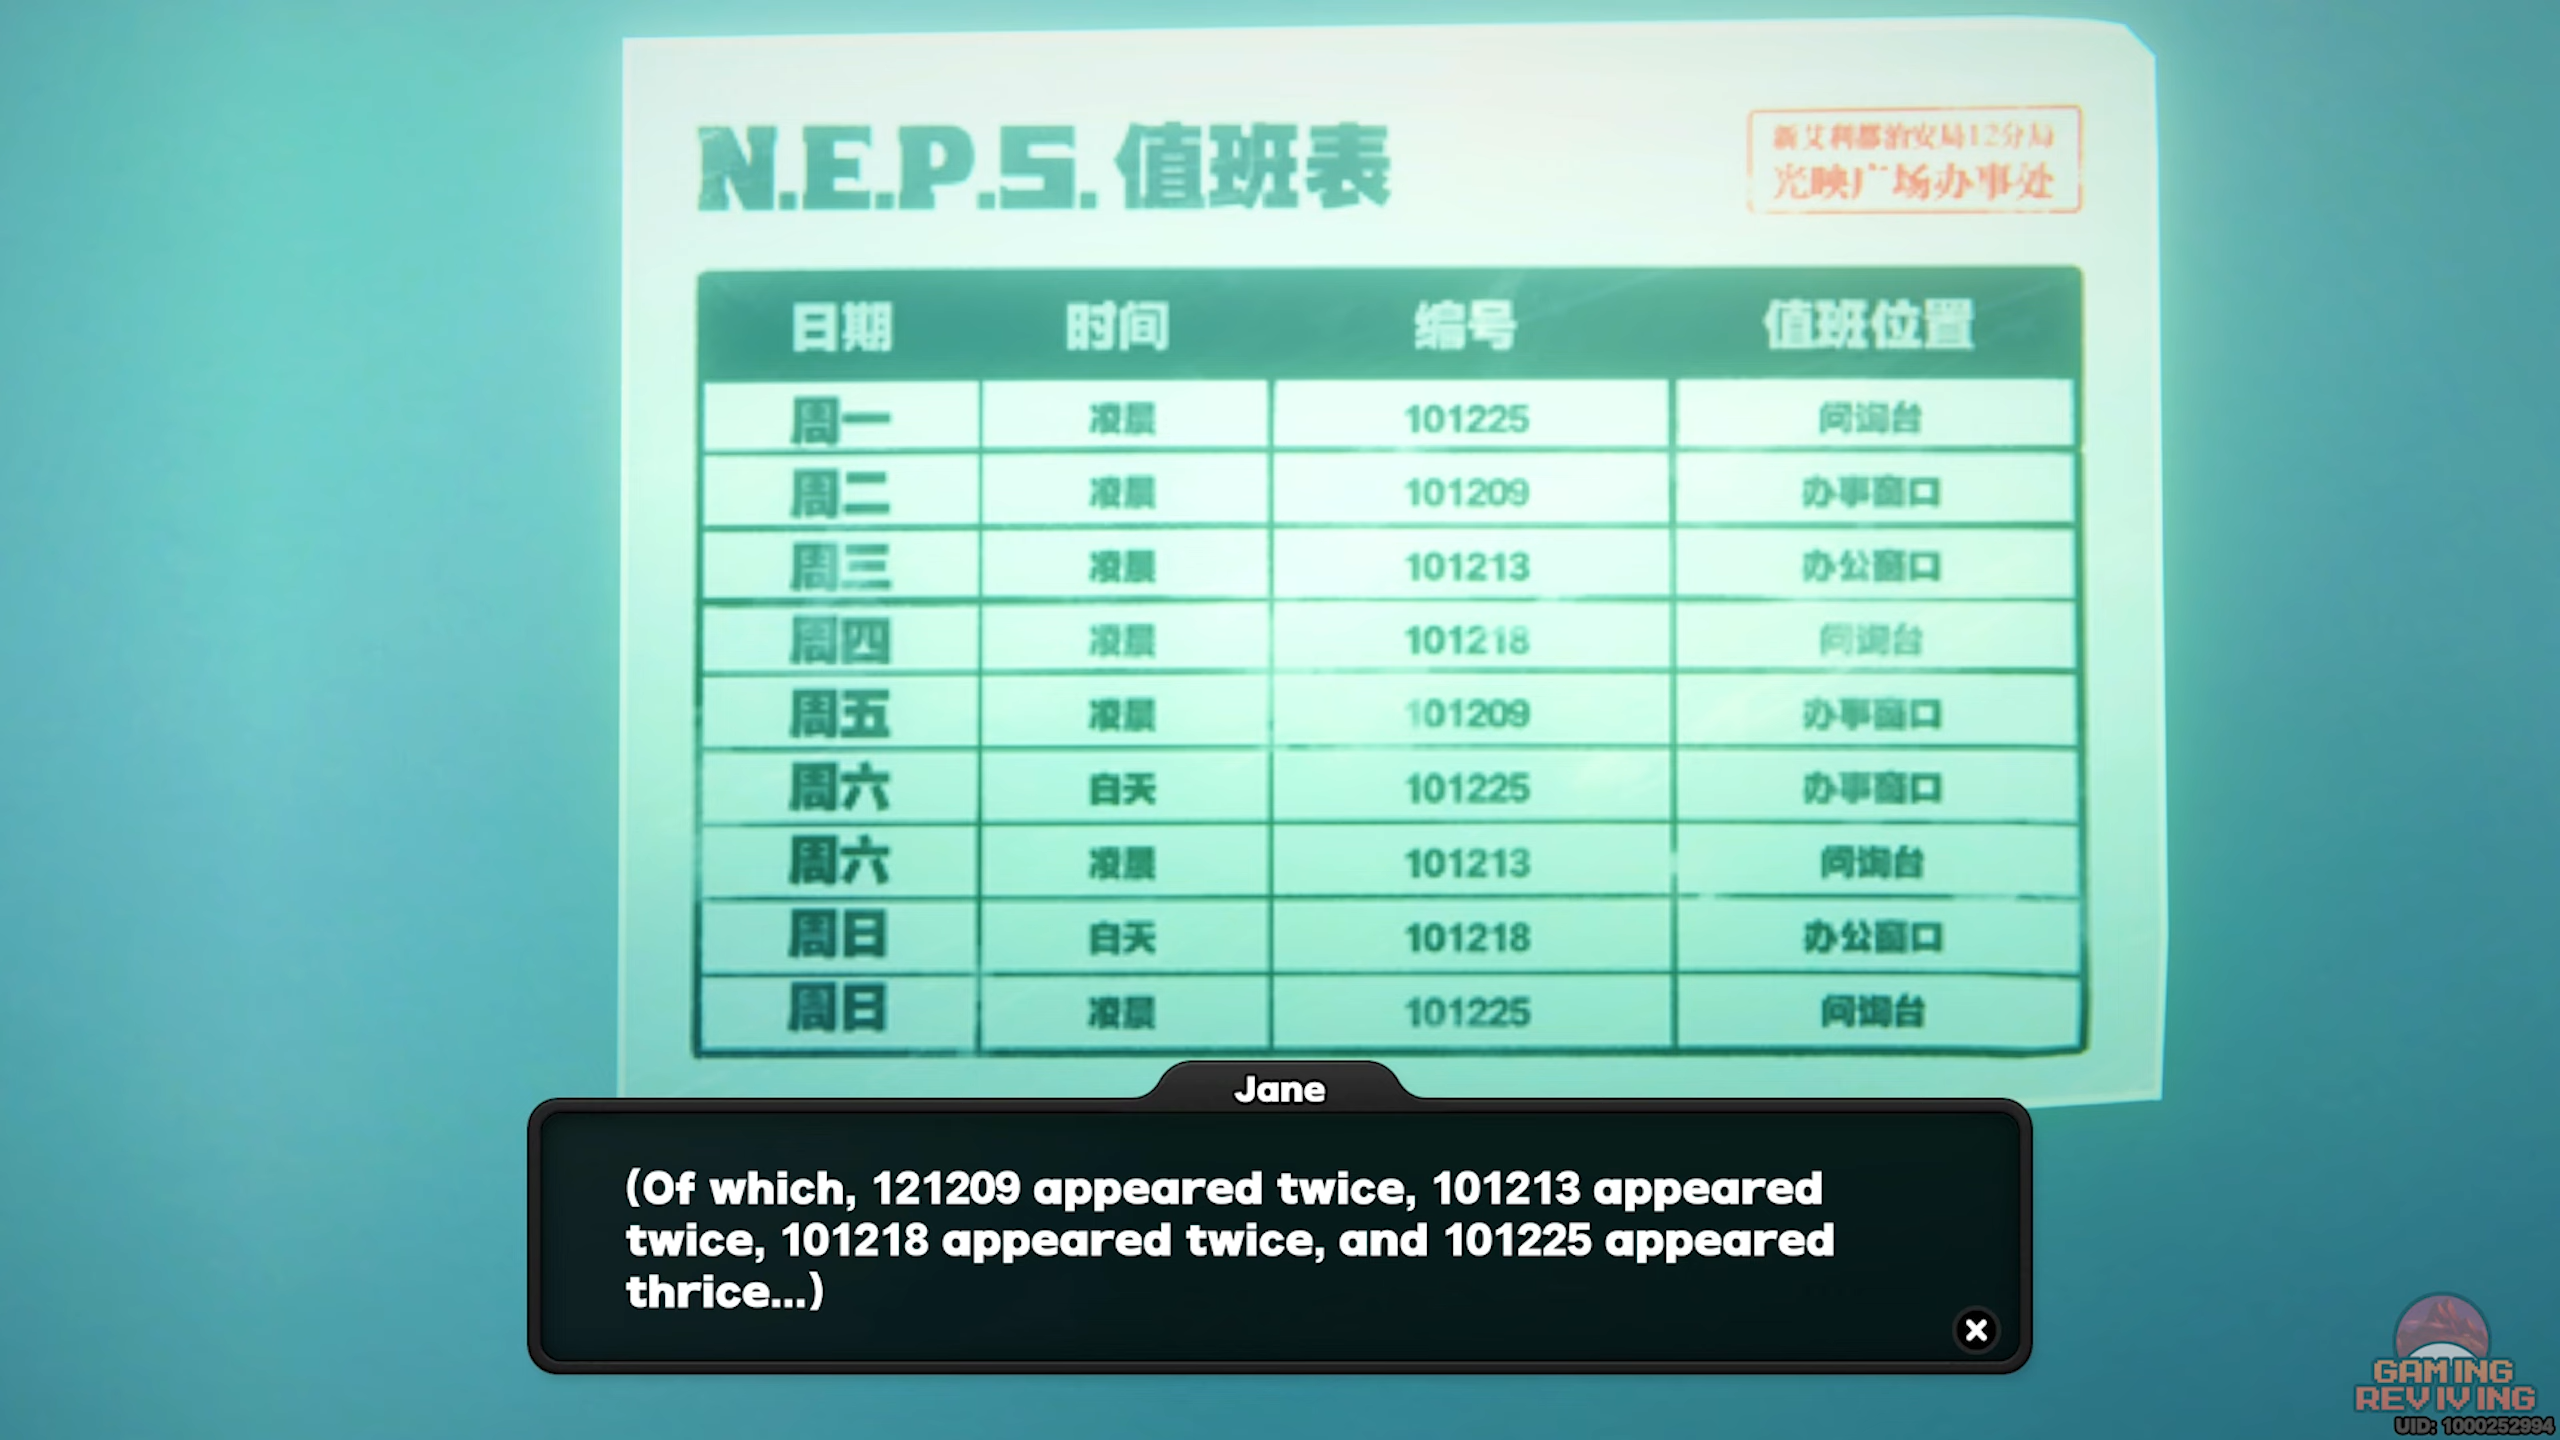 N.E.P.S. 值班表
新艾利都治安局12分局
光映广场办事处
日期 时间 编号 值班位置
周一 凌晨 101225 问询台
周二 凌晨 101209 办事窗口
周三 凌晨 101213 办公窗口
周四 凌晨 101218 问询台
周五 凌晨 101209 办事窗口
周六 白天 101225 办事窗口
周六 凌晨 101213 问询台
周日 白天 101218 办公窗口
周日 凌晨 101225 问询台
Jane
(Of which, 121209 appeared twice, 101213 appeared
twice, 101218 appeared twice, and 101225 appeared
thrice...)
GAMING
REVIVING
UID: 1000252994